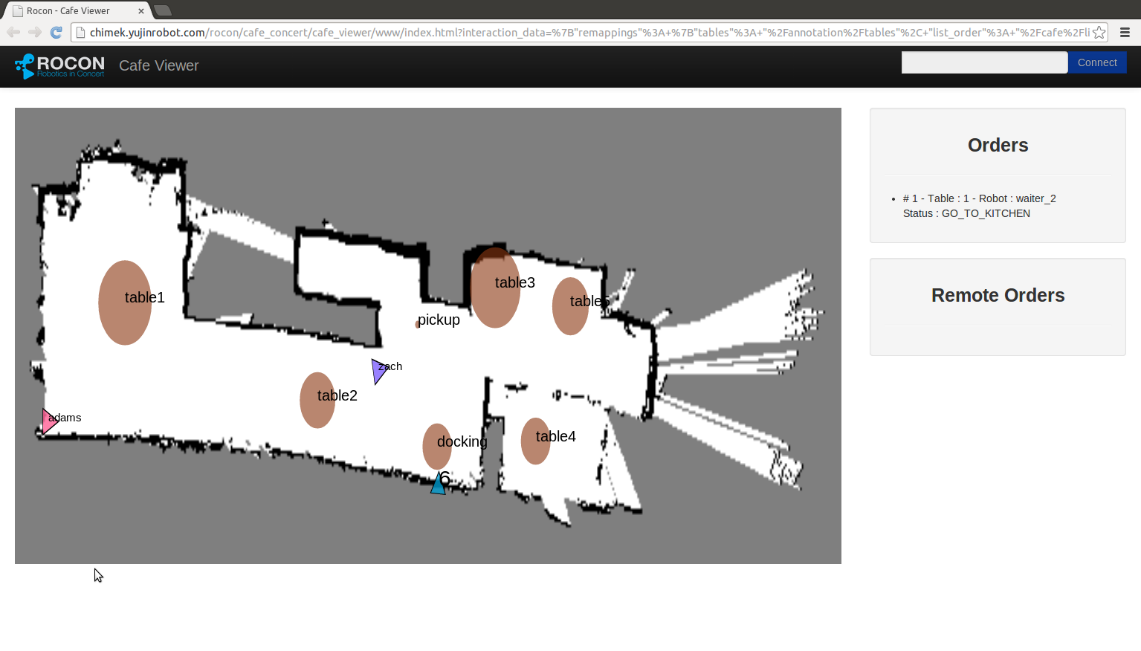 Rocon - Cafe Viewer
chimek.yujinrobot.com/rocon/cafe_concert/cafe_viewer/www/index.html?interaction_data=%7B"remappings"%3A+%7B"tables"%3A+"%2Fannotation%2Ftables"%2C+"list_order"%3A+"%2Fcafe%2Fli
ROCON
Robotics in Concert
Cafe Viewer
Connect
Orders
# 1 - Table : 1 - Robot : waiter_2
Status : GO_TO_KITCHEN
Remote Orders
table1
table3
table5
pickup
zach
table2
adams
docking
table4
6